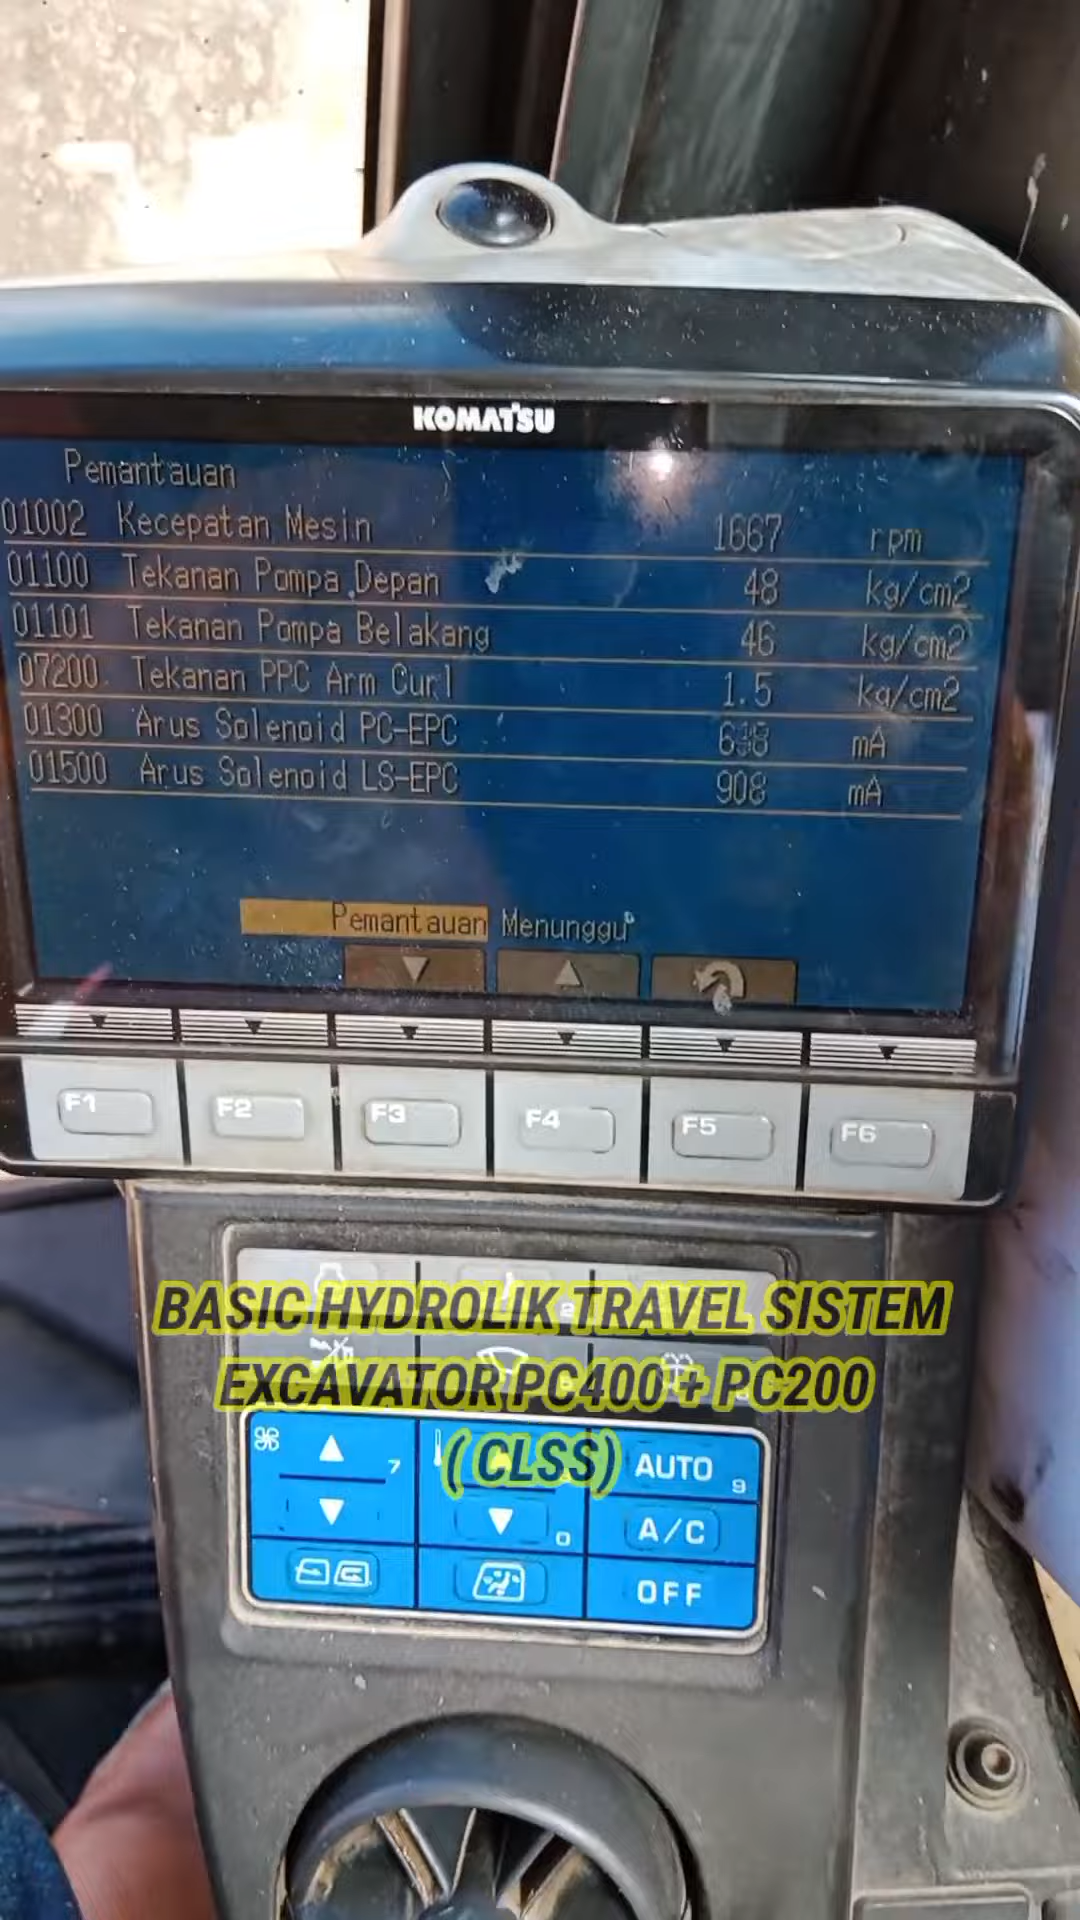 KOMATSU
Pemantauan
01002 Kecepatan Mesin 1667 rpm
01100 Tekanan Pompa Depan 48 kg/cm2
01101 Tekanan Pompa Belakang 46 kg/cm2
07200 Tekanan PPC Arm Curl 1.5 kg/cm2
01300 Arus Solenoid PC-EPC mA
01500 Arus Solenoid LS-EPC 908 mA
Pemantauan Menunggu
F1 F2 F3 F4 F5 F6
BASIC HYDROLIK TRAVEL SISTEM
EXCAVATOR PC400 + PC200
( CLSS)
7
AUTO 9
0 A/C
OFF